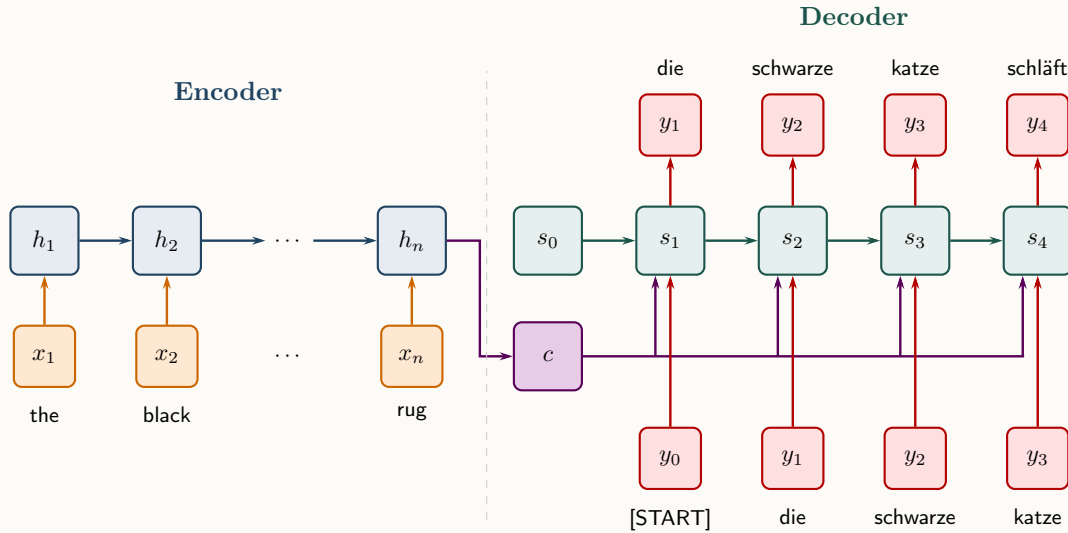 Decoder
Encoder
die schwarze katze schläft
y₁ y₂ y₃ y₄
h₁ h₂ ⋯ hₙ s₀ s₁ s₂ s₃ s₄
x₁ x₂ ⋯ xₙ c
the black rug
y₀ y₁ y₂ y₃
[START] die schwarze katze